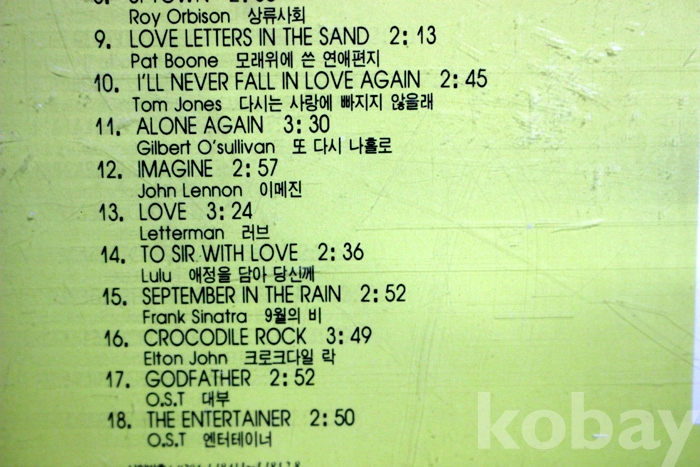 Roy Orbison 상류사회
9. LOVE LETTERS IN THE SAND 2:13
Pat Boone 모래위에 쓴 연애편지
10. I'LL NEVER FALL IN LOVE AGAIN 2:45
Tom Jones 다시는 사랑에 빠지지 않을래
11. ALONE AGAIN 3:30
Gilbert O'sullivan 또 다시 나홀로
12. IMAGINE 2:57
John Lennon 이메진
13. LOVE 3:24
Letterman 러브
14. TO SIR WITH LOVE 2:36
Lulu 애정을 담아 당신께
15. SEPTEMBER IN THE RAIN 2:52
Frank Sinatra 9월의 비
16. CROCODILE ROCK 3:49
Elton John 크로크다일 락
17. GODFATHER 2:52
O.S.T 대부
18. THE ENTERTAINER 2:50
O.S.T 엔터테이너
kobay